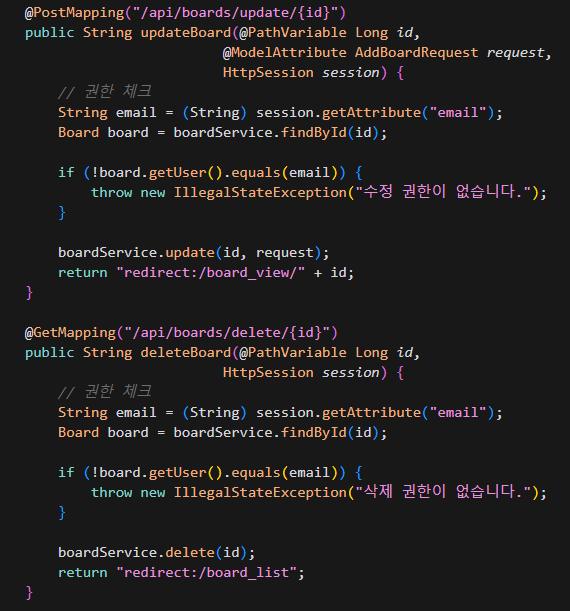 @PostMapping("/api/boards/update/{id}")
public String updateBoard(@PathVariable Long id,
                        @ModelAttribute AddBoardRequest request,
                        HttpSession session) {
    // 권한 체크
    String email = (String) session.getAttribute("email");
    Board board = boardService.findById(id);

    if (!board.getUser().equals(email)) {
        throw new IllegalStateException("수정 권한이 없습니다.");
    }

    boardService.update(id, request);
    return "redirect:/board_view/" + id;
}

@GetMapping("/api/boards/delete/{id}")
public String deleteBoard(@PathVariable Long id,
                        HttpSession session) {
    // 권한 체크
    String email = (String) session.getAttribute("email");
    Board board = boardService.findById(id);

    if (!board.getUser().equals(email)) {
        throw new IllegalStateException("삭제 권한이 없습니다.");
    }

    boardService.delete(id);
    return "redirect:/board_list";
}